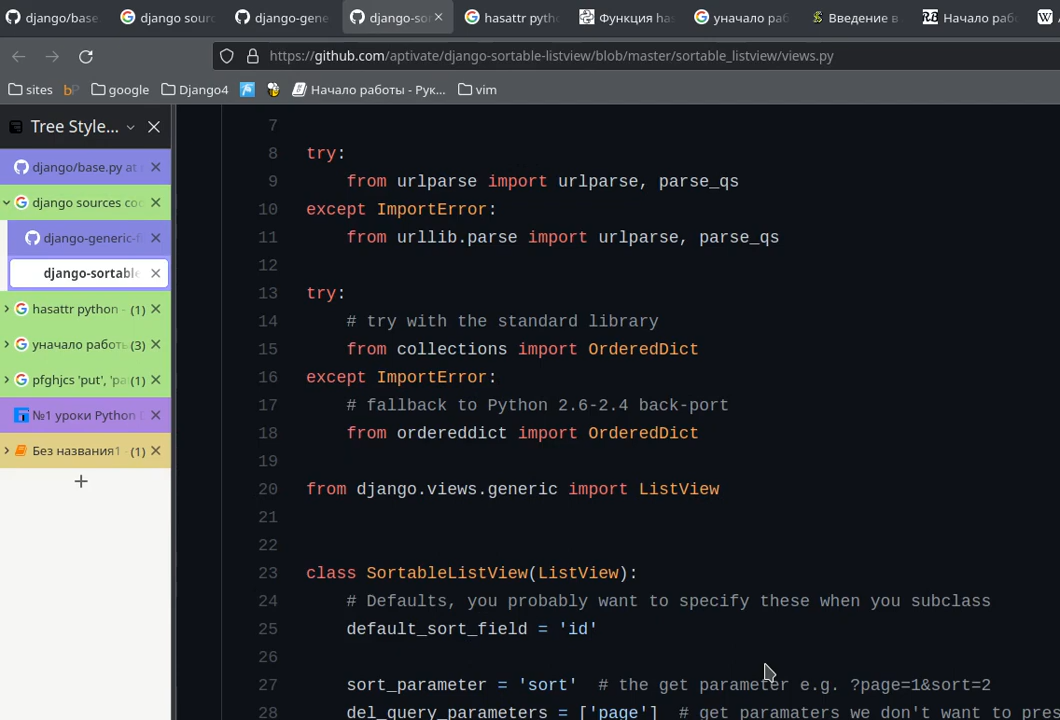 django/base
django sour
django-gene
django-sor
hasattr pyth
Функция ha
уначало раб
Введение в
Начало раб
https://github.com/aptivate/django-sortable-listview/blob/master/sortable_listview/views.py
sites
bP
google
Django4
Начало работы - Рук...
vim
Tree Style...
django/base.py at
django sources co
django-generic-f
django-sortable
hasattr python - (1)
уначало работы (3)
pfghjcs 'put', 'pa (1)
№1 уроки Python
Без названия1 - (1)
7
8 try:
9 from urlparse import urlparse, parse_qs
10 except ImportError:
11 from urllib.parse import urlparse, parse_qs
12
13 try:
14 # try with the standard library
15 from collections import OrderedDict
16 except ImportError:
17 # fallback to Python 2.6-2.4 back-port
18 from ordereddict import OrderedDict
19
20 from django.views.generic import ListView
21
22
23 class SortableListView(ListView):
24 # Defaults, you probably want to specify these when you subclass
25 default_sort_field = 'id'
26
27 sort_parameter = 'sort' # the get parameter e.g. ?page=1&sort=2
28 del_query_parameters = ['page'] # get paramaters we don't want to pres